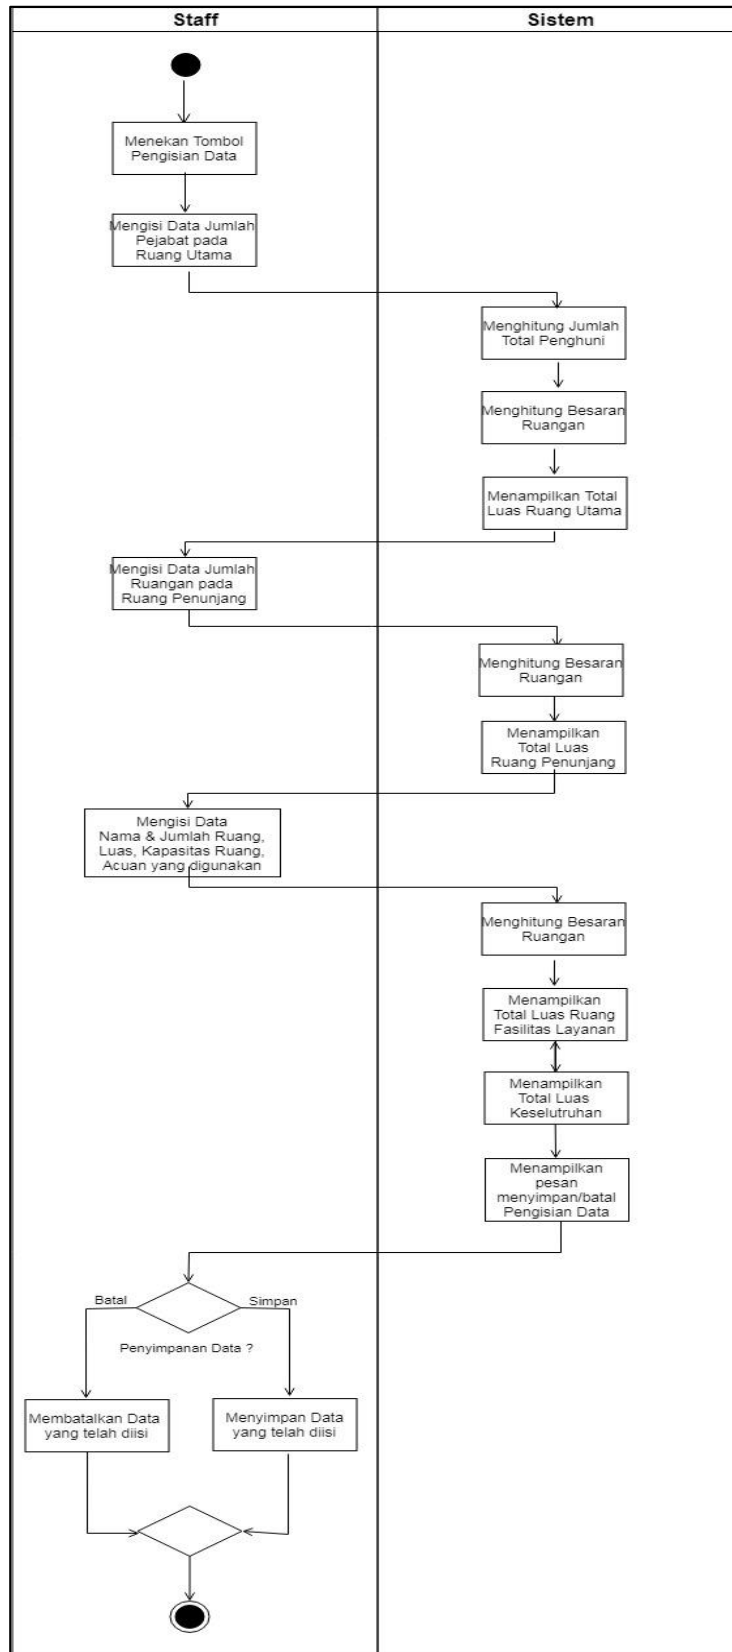 Staff
Sistem
Menekan Tombol
Pengisian Data
Mengisi Data Jumlah
Pejabat pada
Ruang Utama
Menghitung Jumlah
Total Penghuni
Menghitung Besaran
Ruangan
Menampilkan Total
Luas Ruang Utama
Mengisi Data Jumlah
Ruangan pada
Ruang Penunjang
Menghitung Besaran
Ruangan
Menampilkan
Total Luas
Ruang Penunjang
Mengisi Data
Nama & Jumlah Ruang,
Luas, Kapasitas Ruang,
Acuan yang digunakan
Menghitung Besaran
Ruangan
Menampilkan
Total Luas Ruang
Fasilitas Layanan
Menampilkan
Total Luas
Keselutruhan
Menampilkan
pesan
menyimpan/batal
Pengisian Data
Batal
Simpan
Penyimpanan Data ?
Membatalkan Data
yang telah diisi
Menyimpan Data
yang telah diisi